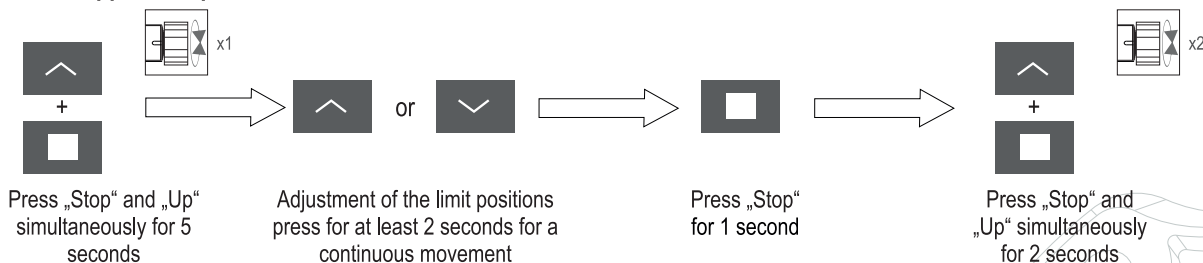 x1
x2
+
or
+
Press „Stop“ and „Up“
simultaneously for 5
seconds
Adjustment of the limit positions
press for at least 2 seconds for a
continuous movement
Press „Stop“
for 1 second
Press „Stop“ and
„Up“ simultaneously
for 2 seconds